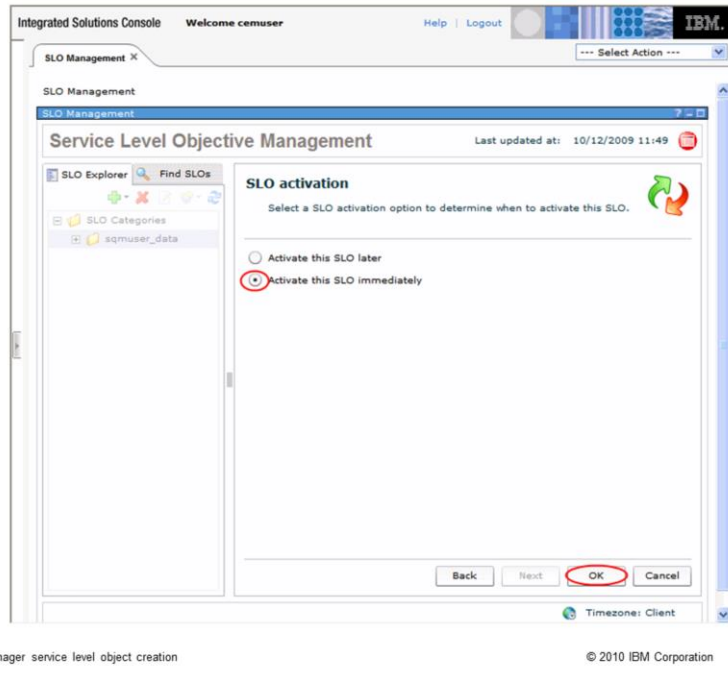 Integrated Solutions Console Welcome cemuser Help | Logout IBM.
SLO Management X --- Select Action ---
SLO Management
SLO Management
Service Level Objective Management Last updated at: 10/12/2009 11:49
SLO Explorer Find SLOs
SLO Categories
sqmuser_data
SLO activation
Select a SLO activation option to determine when to activate this SLO.
Activate this SLO later
Activate this SLO immediately
Back Next OK Cancel
Timezone: Client
service level object creation © 2010 IBM Corporation